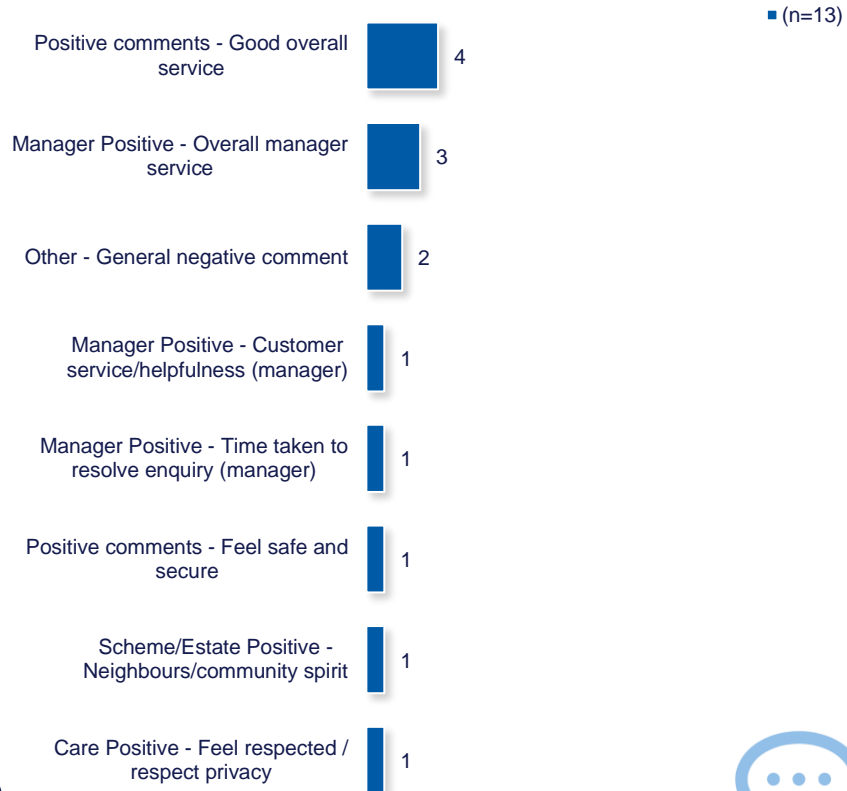 (n=13)
Positive comments - Good overall
service
4
Manager Positive - Overall manager
service
3
Other - General negative comment
2
Manager Positive - Customer
service/helpfulness (manager)
1
Manager Positive - Time taken to
resolve enquiry (manager)
1
Positive comments - Feel safe and
secure
1
Scheme/Estate Positive -
Neighbours/community spirit
1
Care Positive - Feel respected /
respect privacy
1